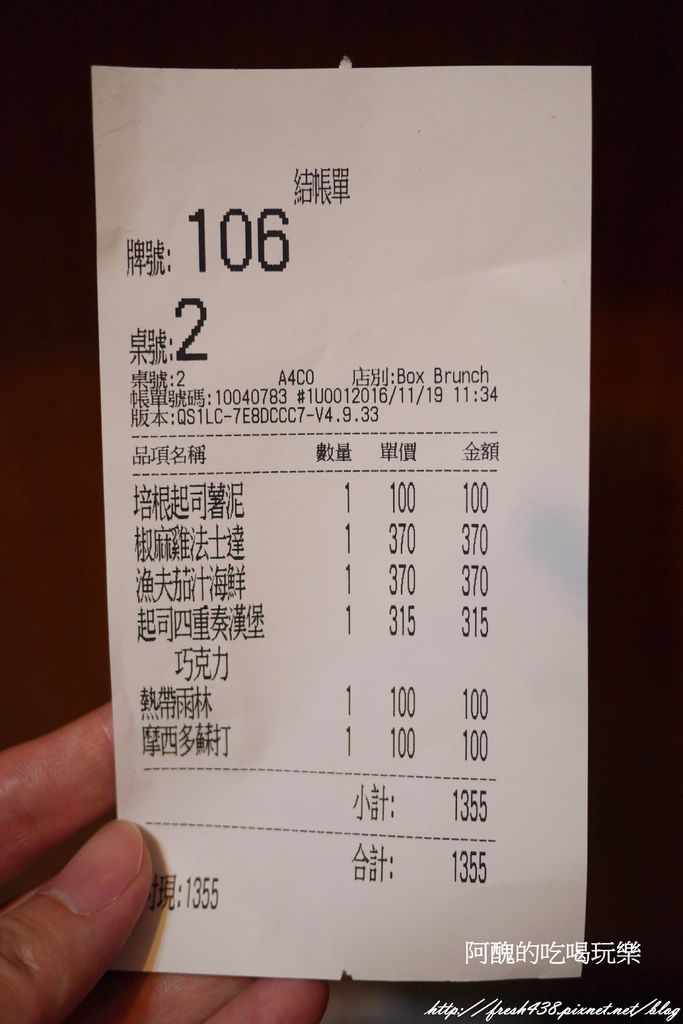 結帳單
牌號: 106
桌號:2
桌號:2 A4C0 店別:Box Brunch
帳單號碼:10040783 #1U0012016/11/19 11:34
版本:QS1LC-7E8DCCC7-V4.9.33
品項名稱 數量 單價 金額
培根起司薯泥 1 100 100
椒麻雞法士達 1 370 370
漁夫茄汁海鮮 1 370 370
起司四重奏漢堡 1 315 315
巧克力
熱帶雨林 1 100 100
摩西多蘇打 1 100 100
小計: 1355
合計: 1355
付現:1355
阿醜的吃喝玩樂
http://fresh438.pixnet.net/blog